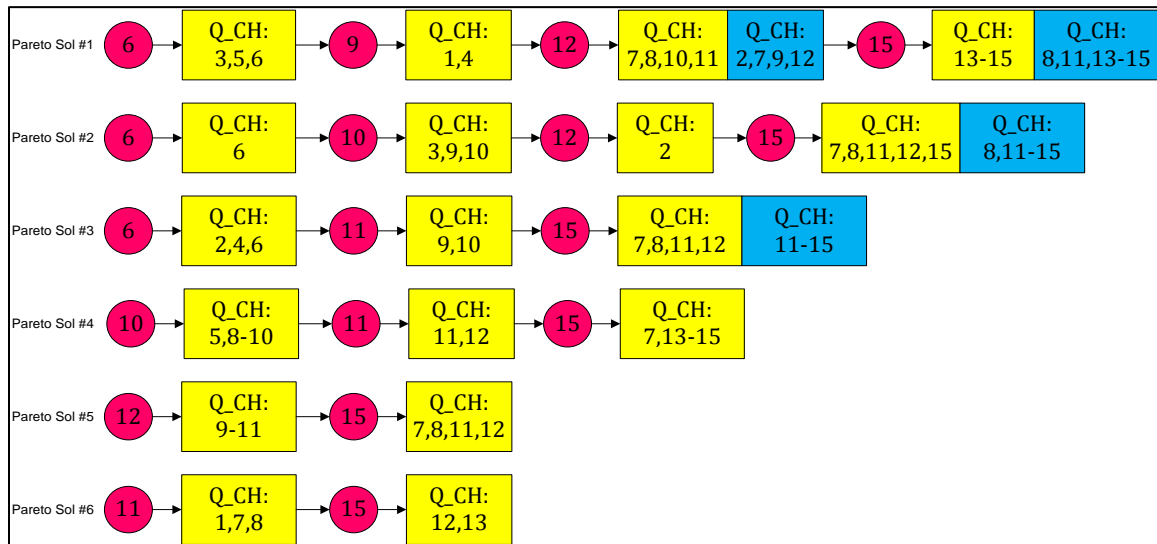 Pareto Sol #1
6
Q_CH:
3,5,6
9
Q_CH:
1,4
12
Q_CH:
7,8,10,11
Q_CH:
2,7,9,12
15
Q_CH:
13-15
Q_CH:
8,11,13-15
Pareto Sol #2
6
Q_CH:
6
10
Q_CH:
3,9,10
12
Q_CH:
2
15
Q_CH:
7,8,11,12,15
Q_CH:
8,11-15
Pareto Sol #3
6
Q_CH:
2,4,6
11
Q_CH:
9,10
15
Q_CH:
7,8,11,12
Q_CH:
11-15
Pareto Sol #4
10
Q_CH:
5,8-10
11
Q_CH:
11,12
15
Q_CH:
7,13-15
Pareto Sol #5
12
Q_CH:
9-11
15
Q_CH:
7,8,11,12
Pareto Sol #6
11
Q_CH:
1,7,8
15
Q_CH:
12,13